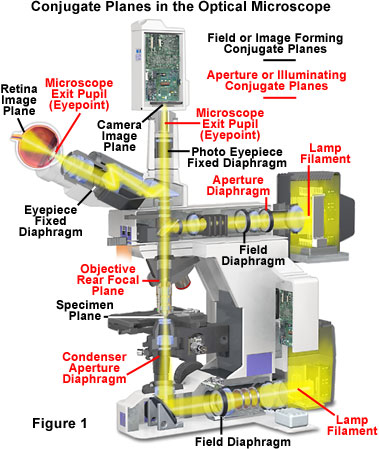 Conjugate Planes in the Optical Microscope
Field or Image Forming
Conjugate Planes
Aperture or Illuminating
Conjugate Planes
Microscope
Exit Pupil
(Eyepoint)
Retina
Image
Plane
Camera
Image
Plane
Microscope
Exit Pupil
(Eyepoint)
Photo Eyepiece
Fixed Diaphragm
Lamp
Filament
Aperture
Diaphragm
Eyepiece
Fixed
Diaphragm
Field
Diaphragm
Objective
Rear Focal
Plane
Specimen
Plane
Condenser
Aperture
Diaphragm
Figure 1
Field Diaphragm
Lamp
Filament